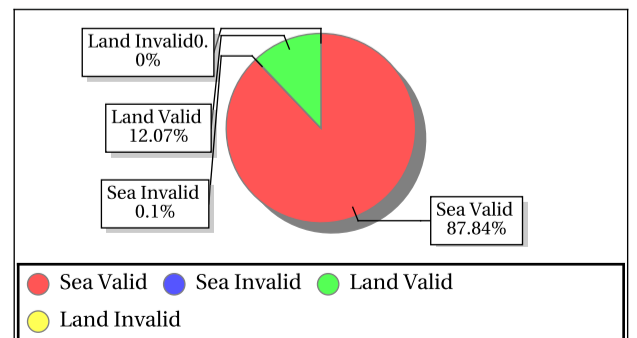 Land Invalid0.
0%
Land Valid
12.07%
Sea Invalid
0.1%
Sea Valid
87.84%
Sea Valid
Sea Invalid
Land Valid
Land Invalid